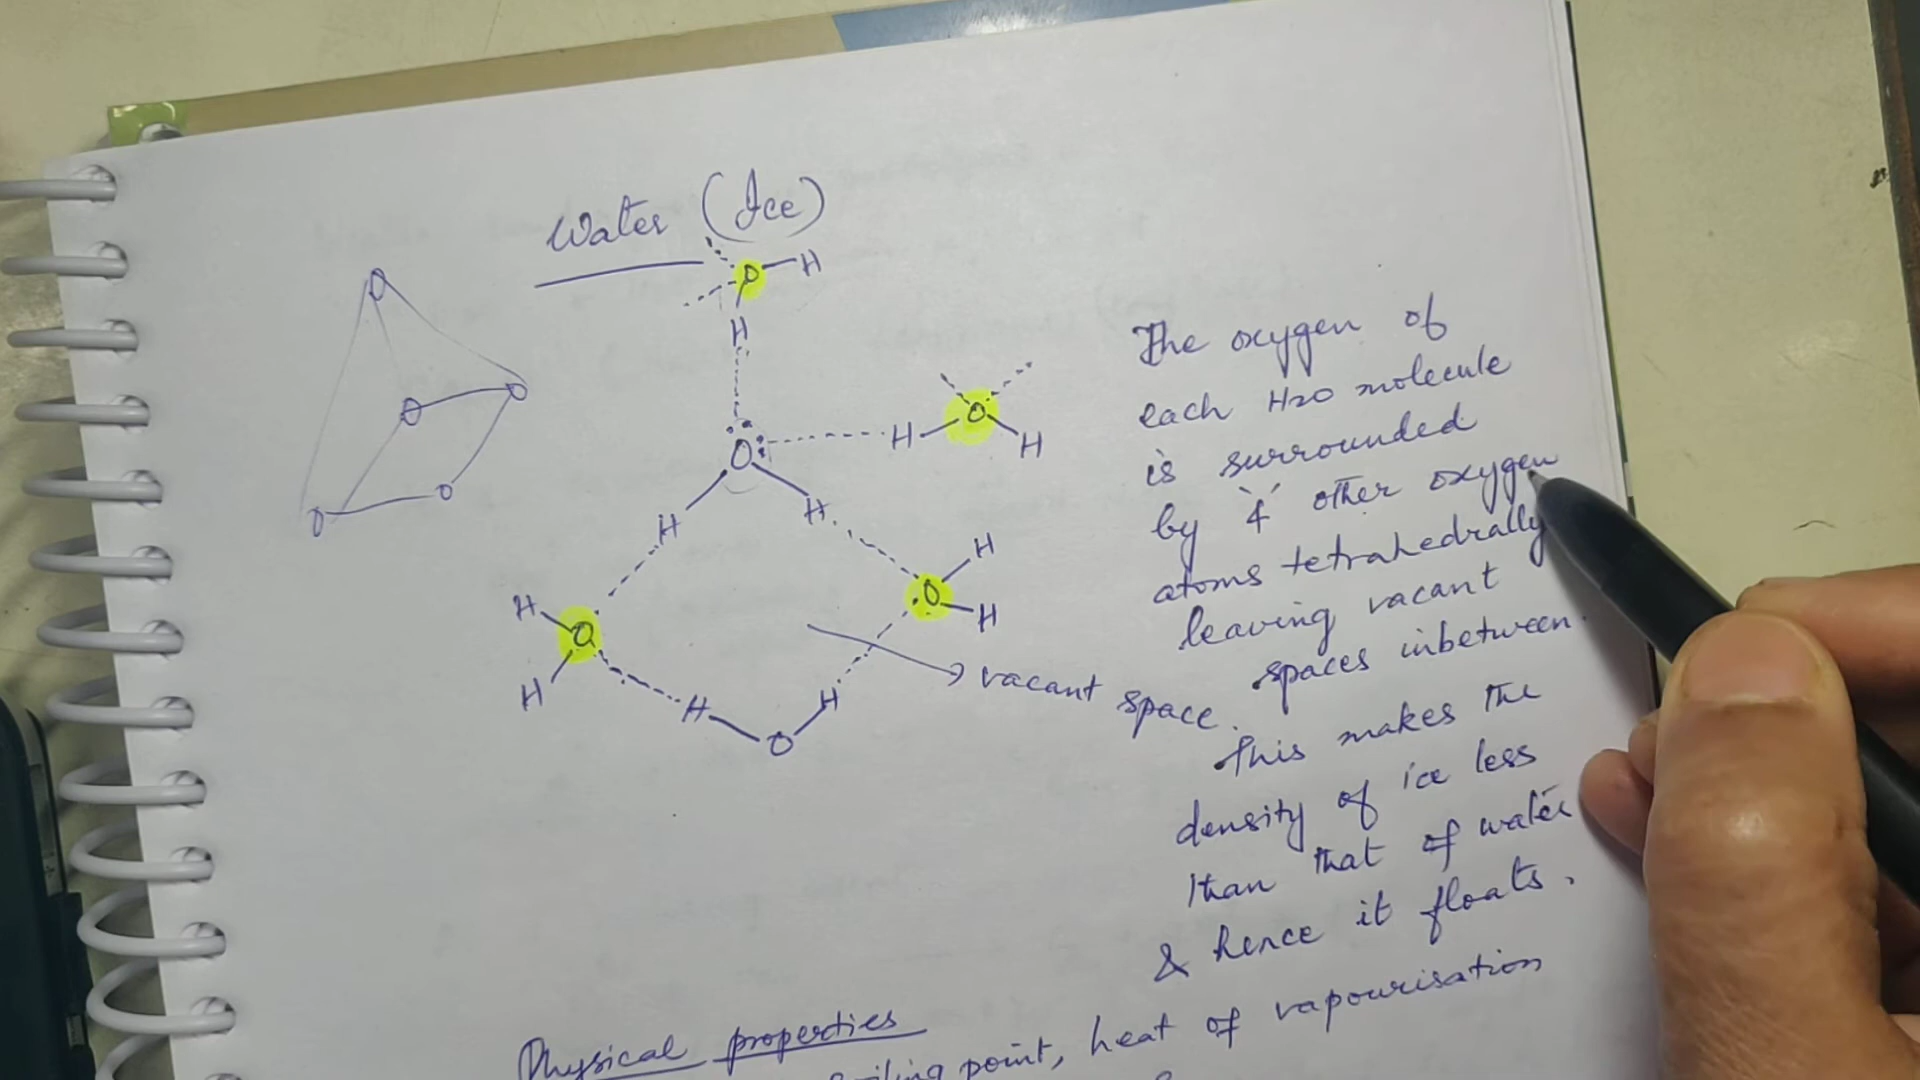 Water (Ice)
O-H
H
O
H-O
H
O
H
H
H
O
H
H
O
H
H
H
O
O
O
O
O
O
→ vacant space.
The oxygen of
each H2O molecule
is surrounded
by '4' other oxygen
atoms tetrahedrally
leaving vacant
spaces inbetween.
This makes the
density of ice less
than that of water
& hence it floats.
Physical properties
point, heat of vapourisation